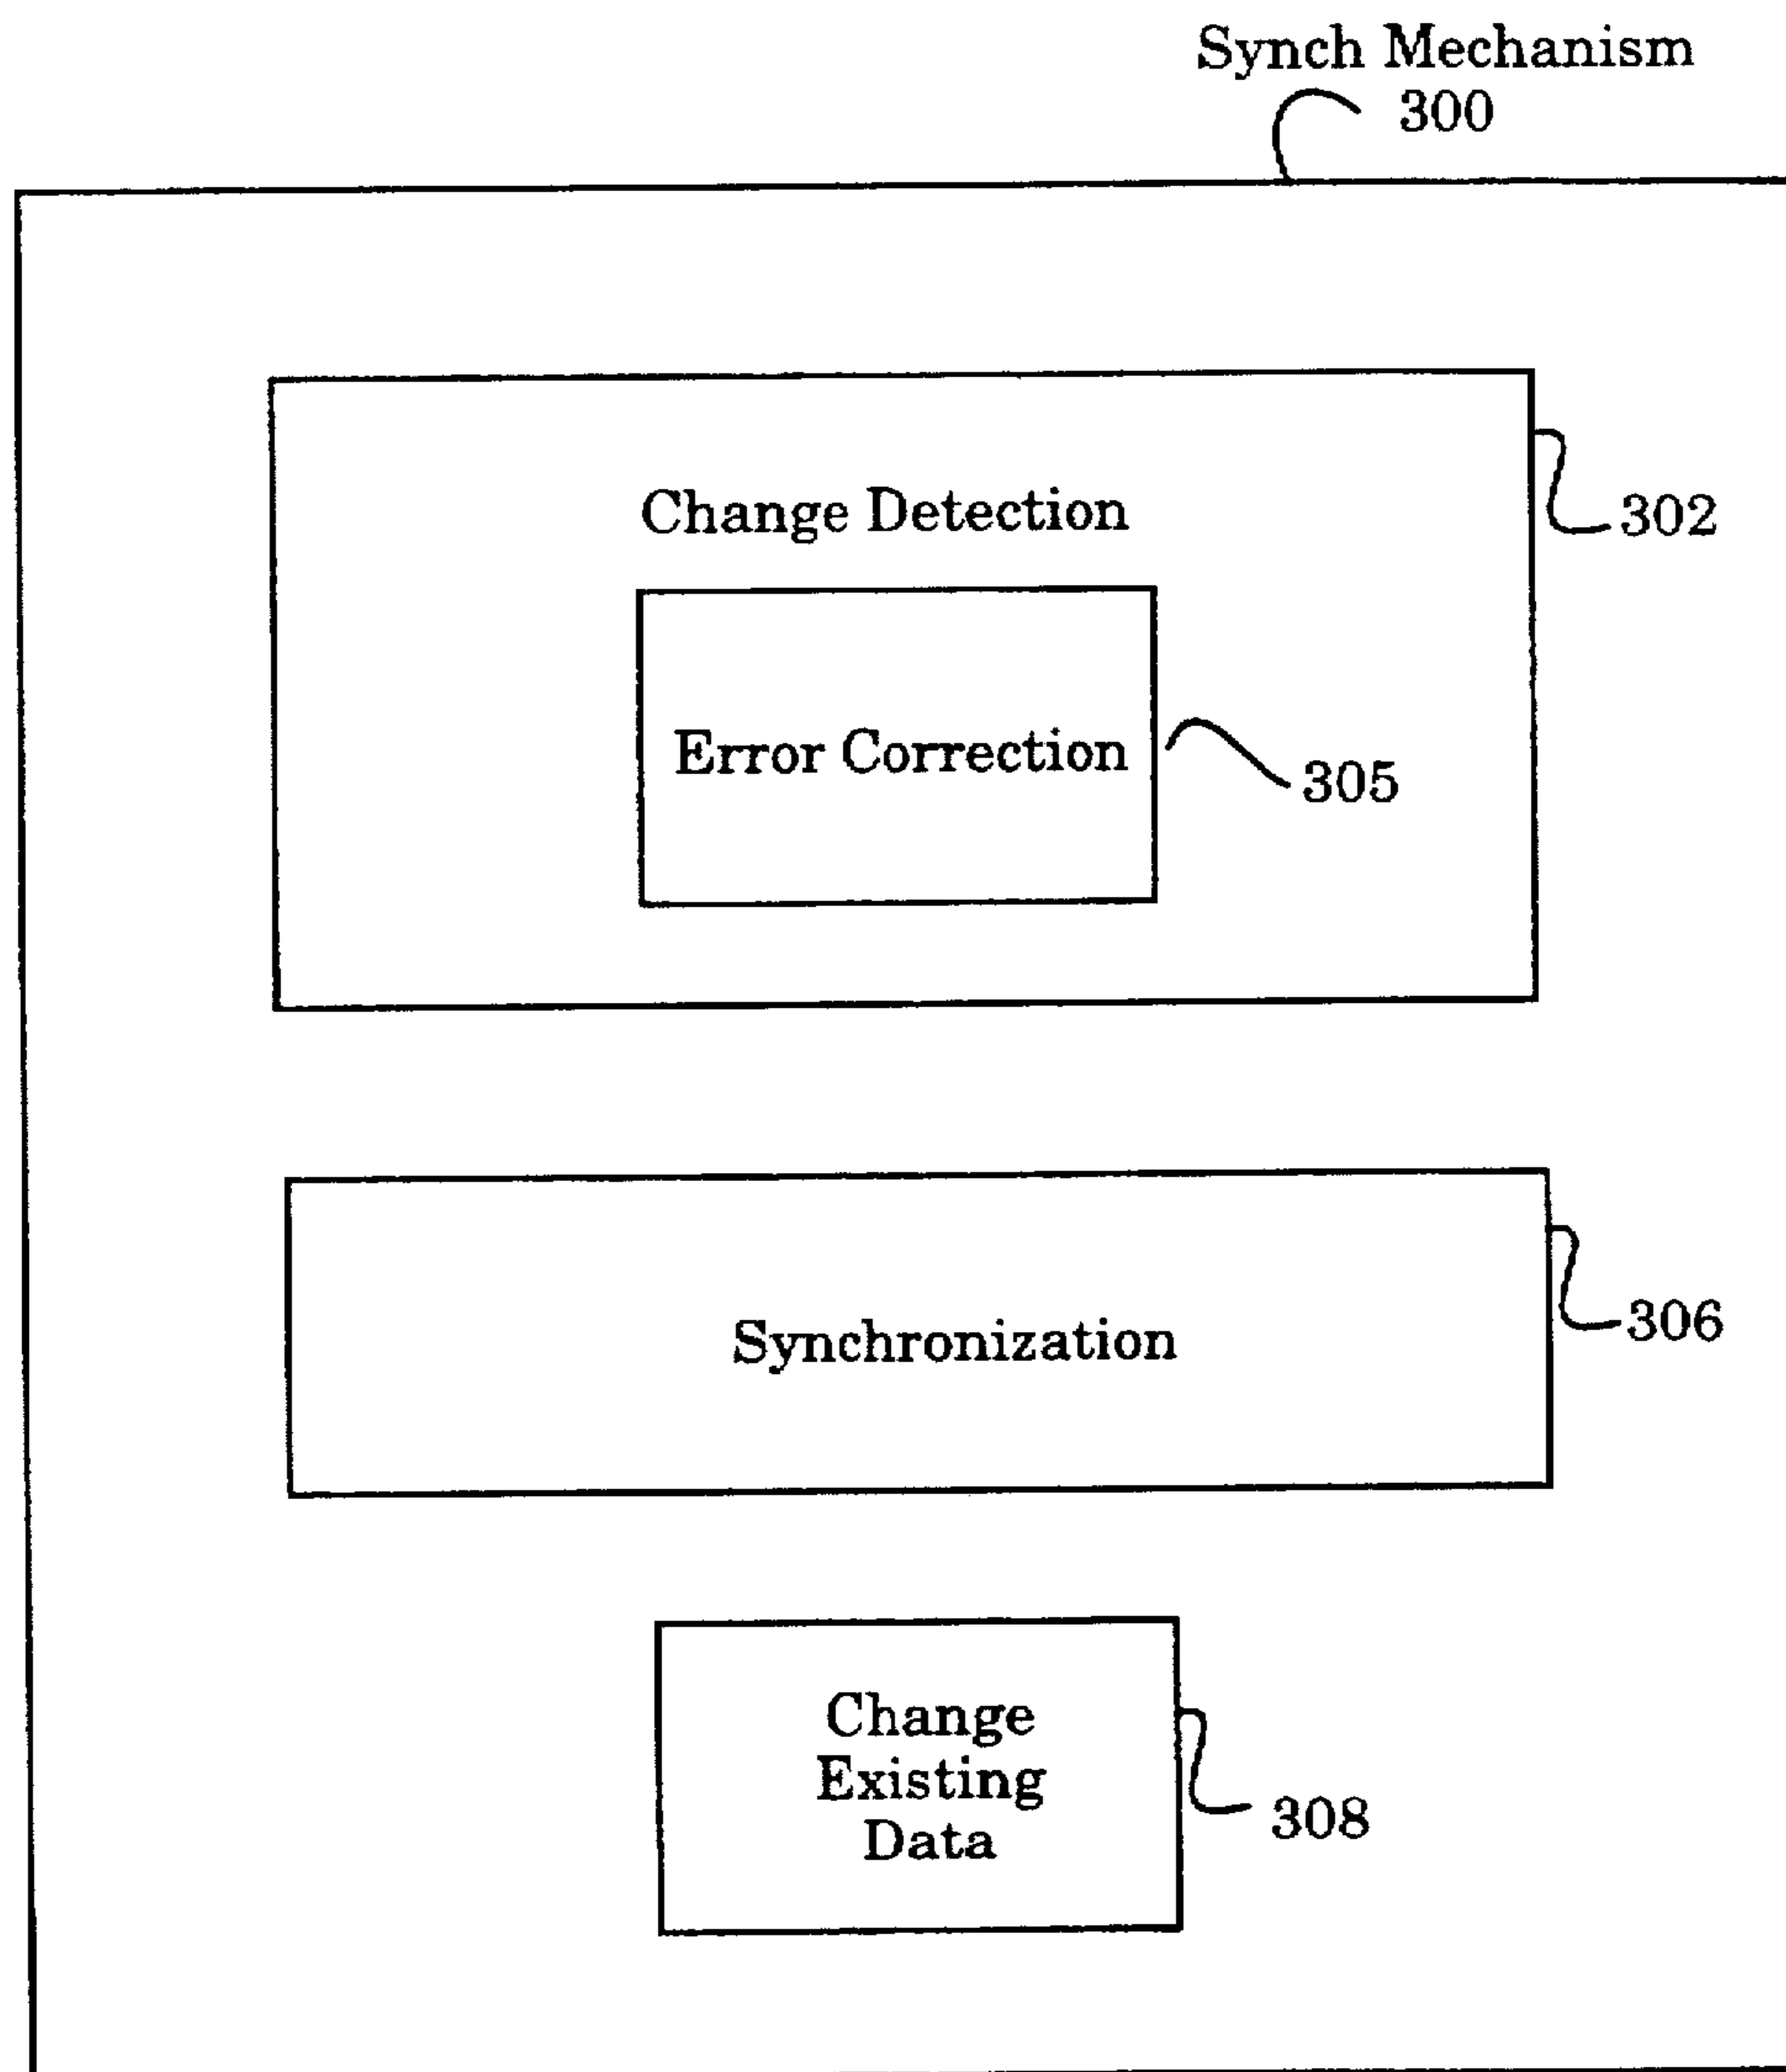 Synch Mechanism
300
Change Detection
302
Error Correction
305
Synchronization
306
Change
Existing
Data
308